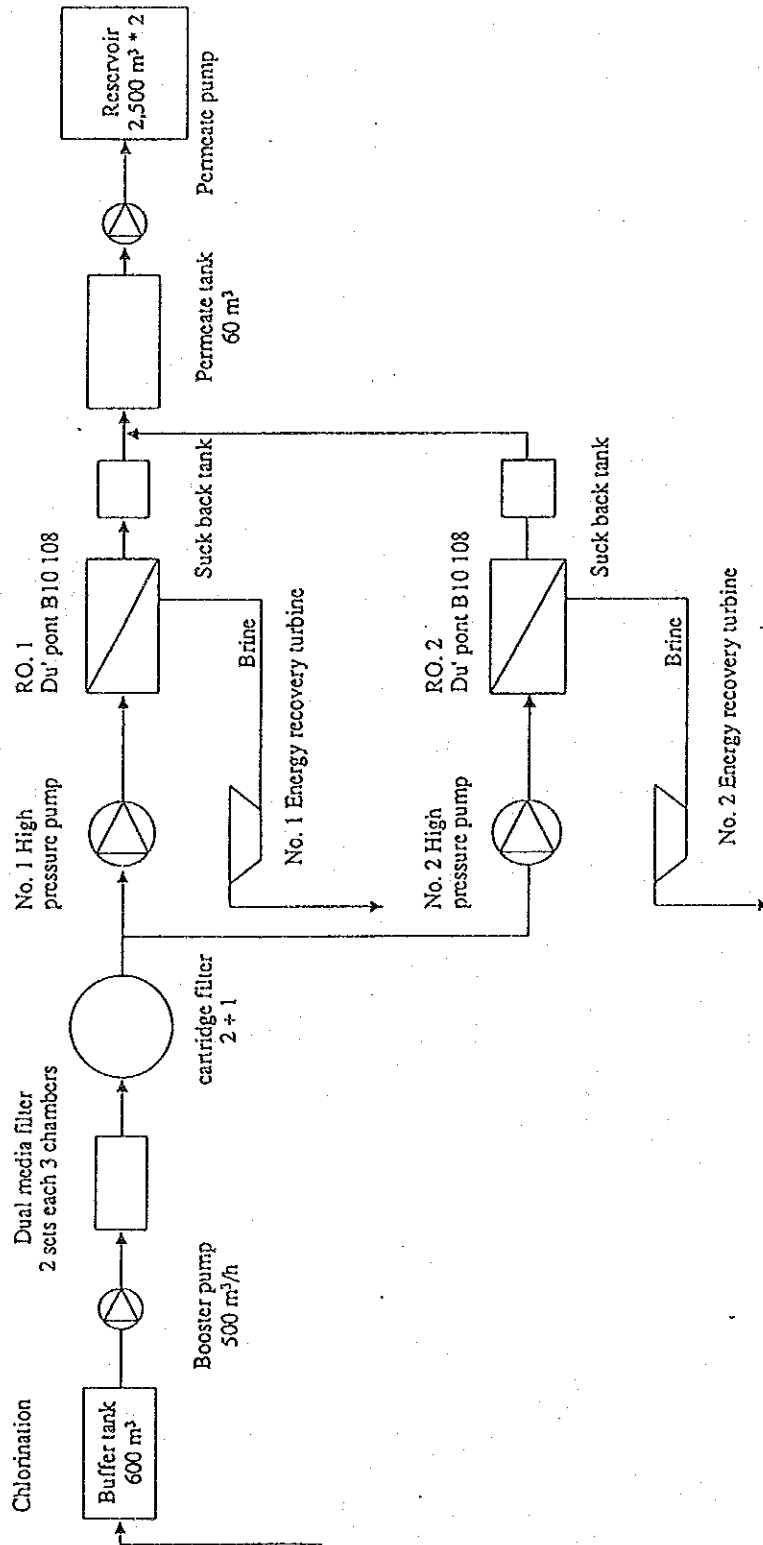 Chlorination
Buffer tank
600 m³
Booster pump
500 m³/h
Dual media filter
2 sets each 3 chambers
cartridge filter
2 ÷ 1
No. 1 High
pressure pump
RO. 1
Du' pont B10 108
Suck back tank
Brine
No. 1 Energy recovery turbine
Permeate tank
60 m³
Permeate pump
Reservoir
2,500 m³ * 2
No. 2 High
pressure pump
RO. 2
Du' pont B10 108
Suck back tank
Brine
No. 2 Energy recovery turbine